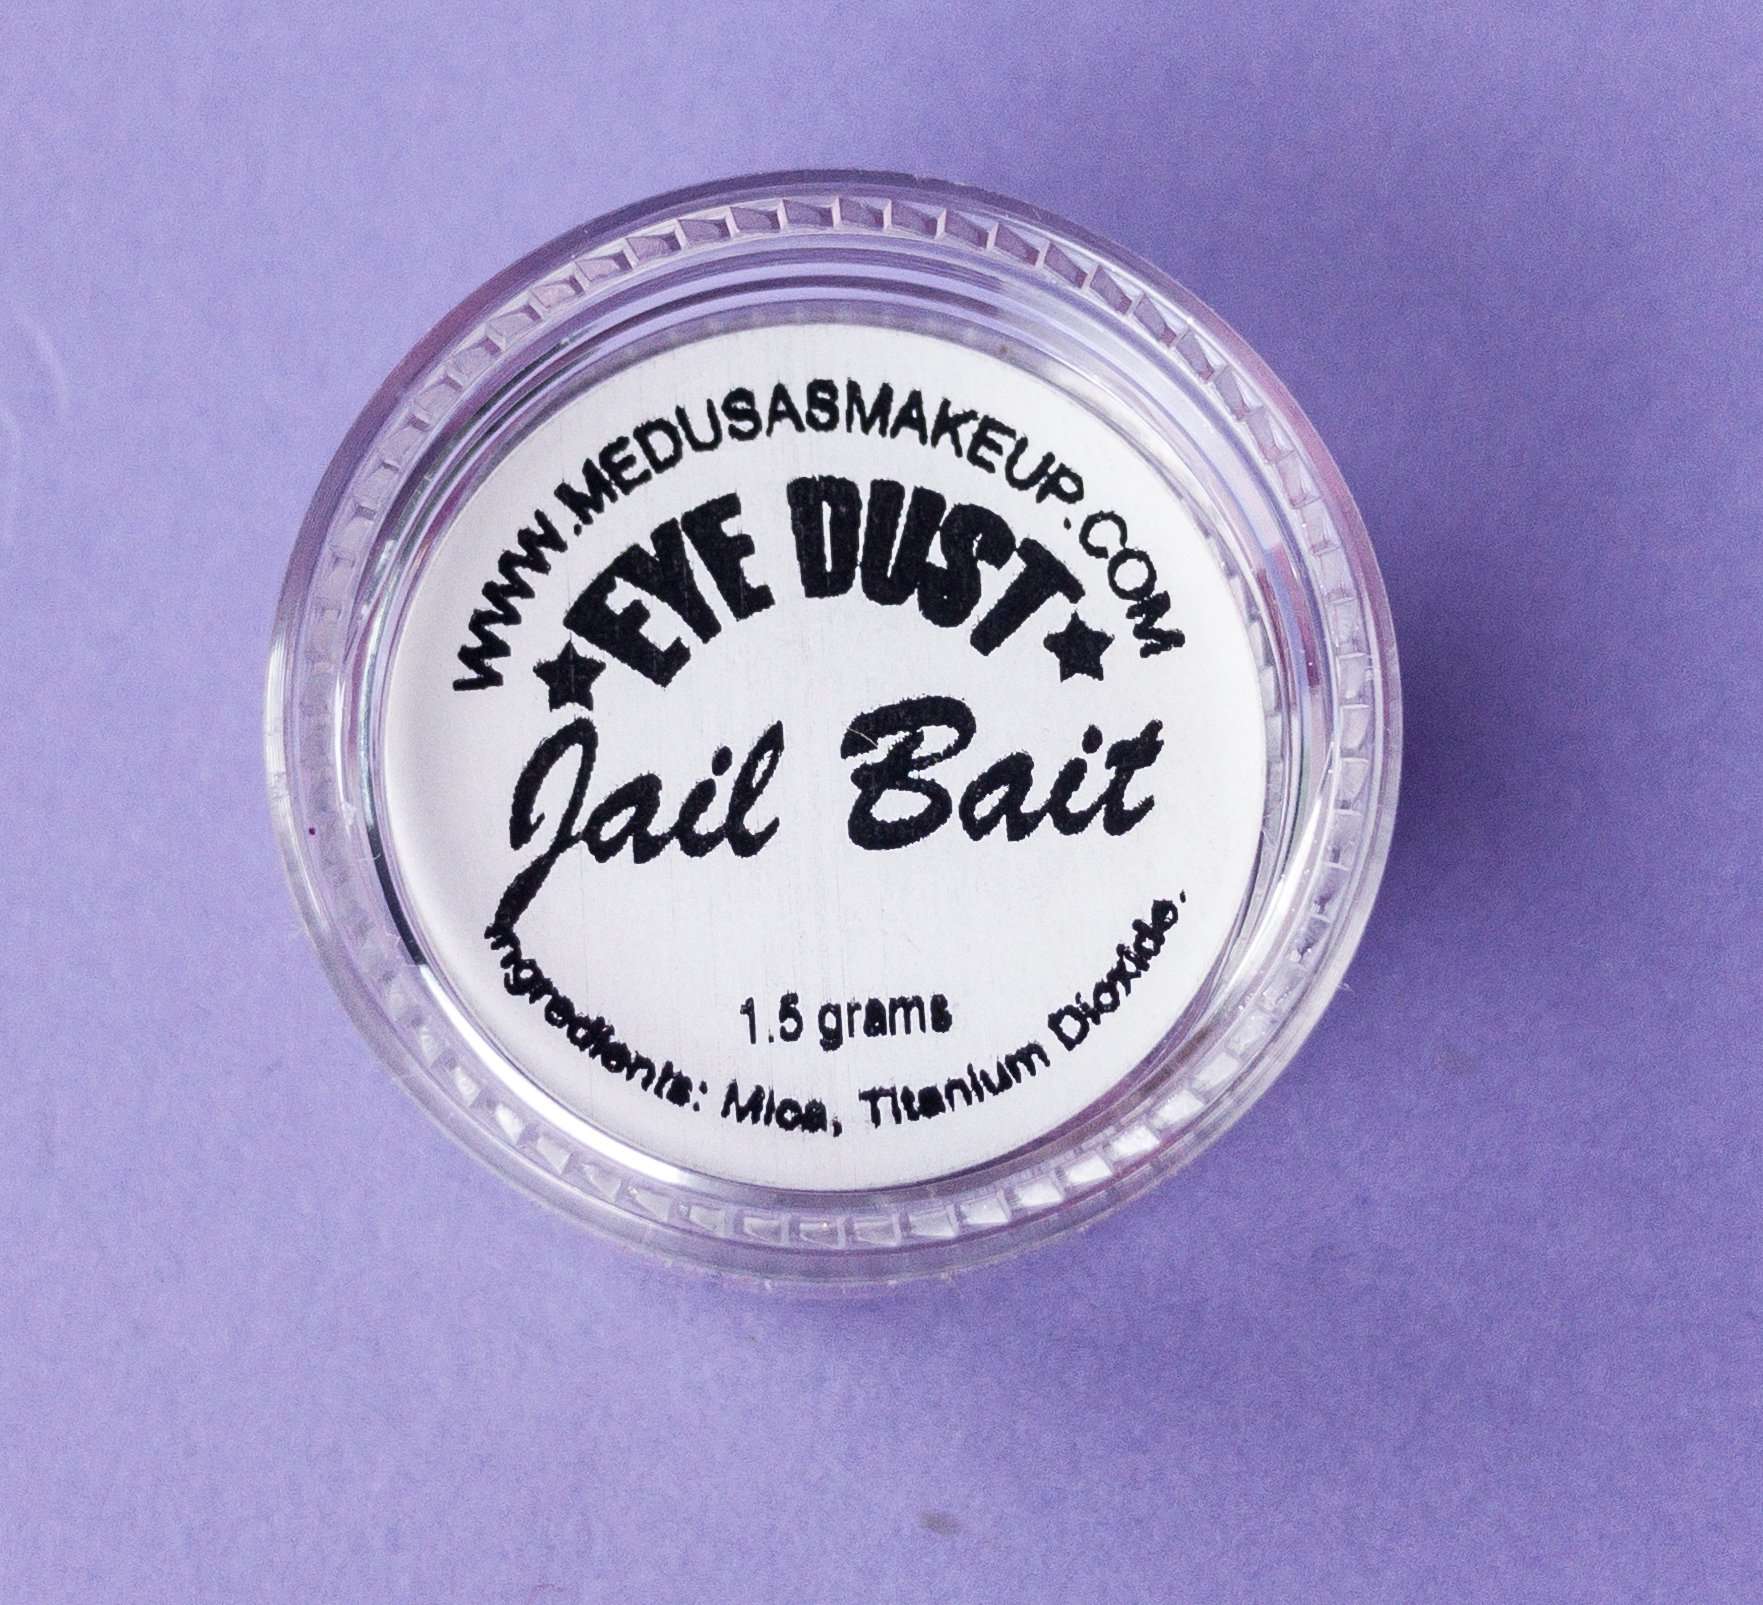 WWW.MEDUSASMAKEUP.COM
★EYE DUST★
Jail Bait
1.5 grams
Ingredients: Mica, Titanium Dioxide.